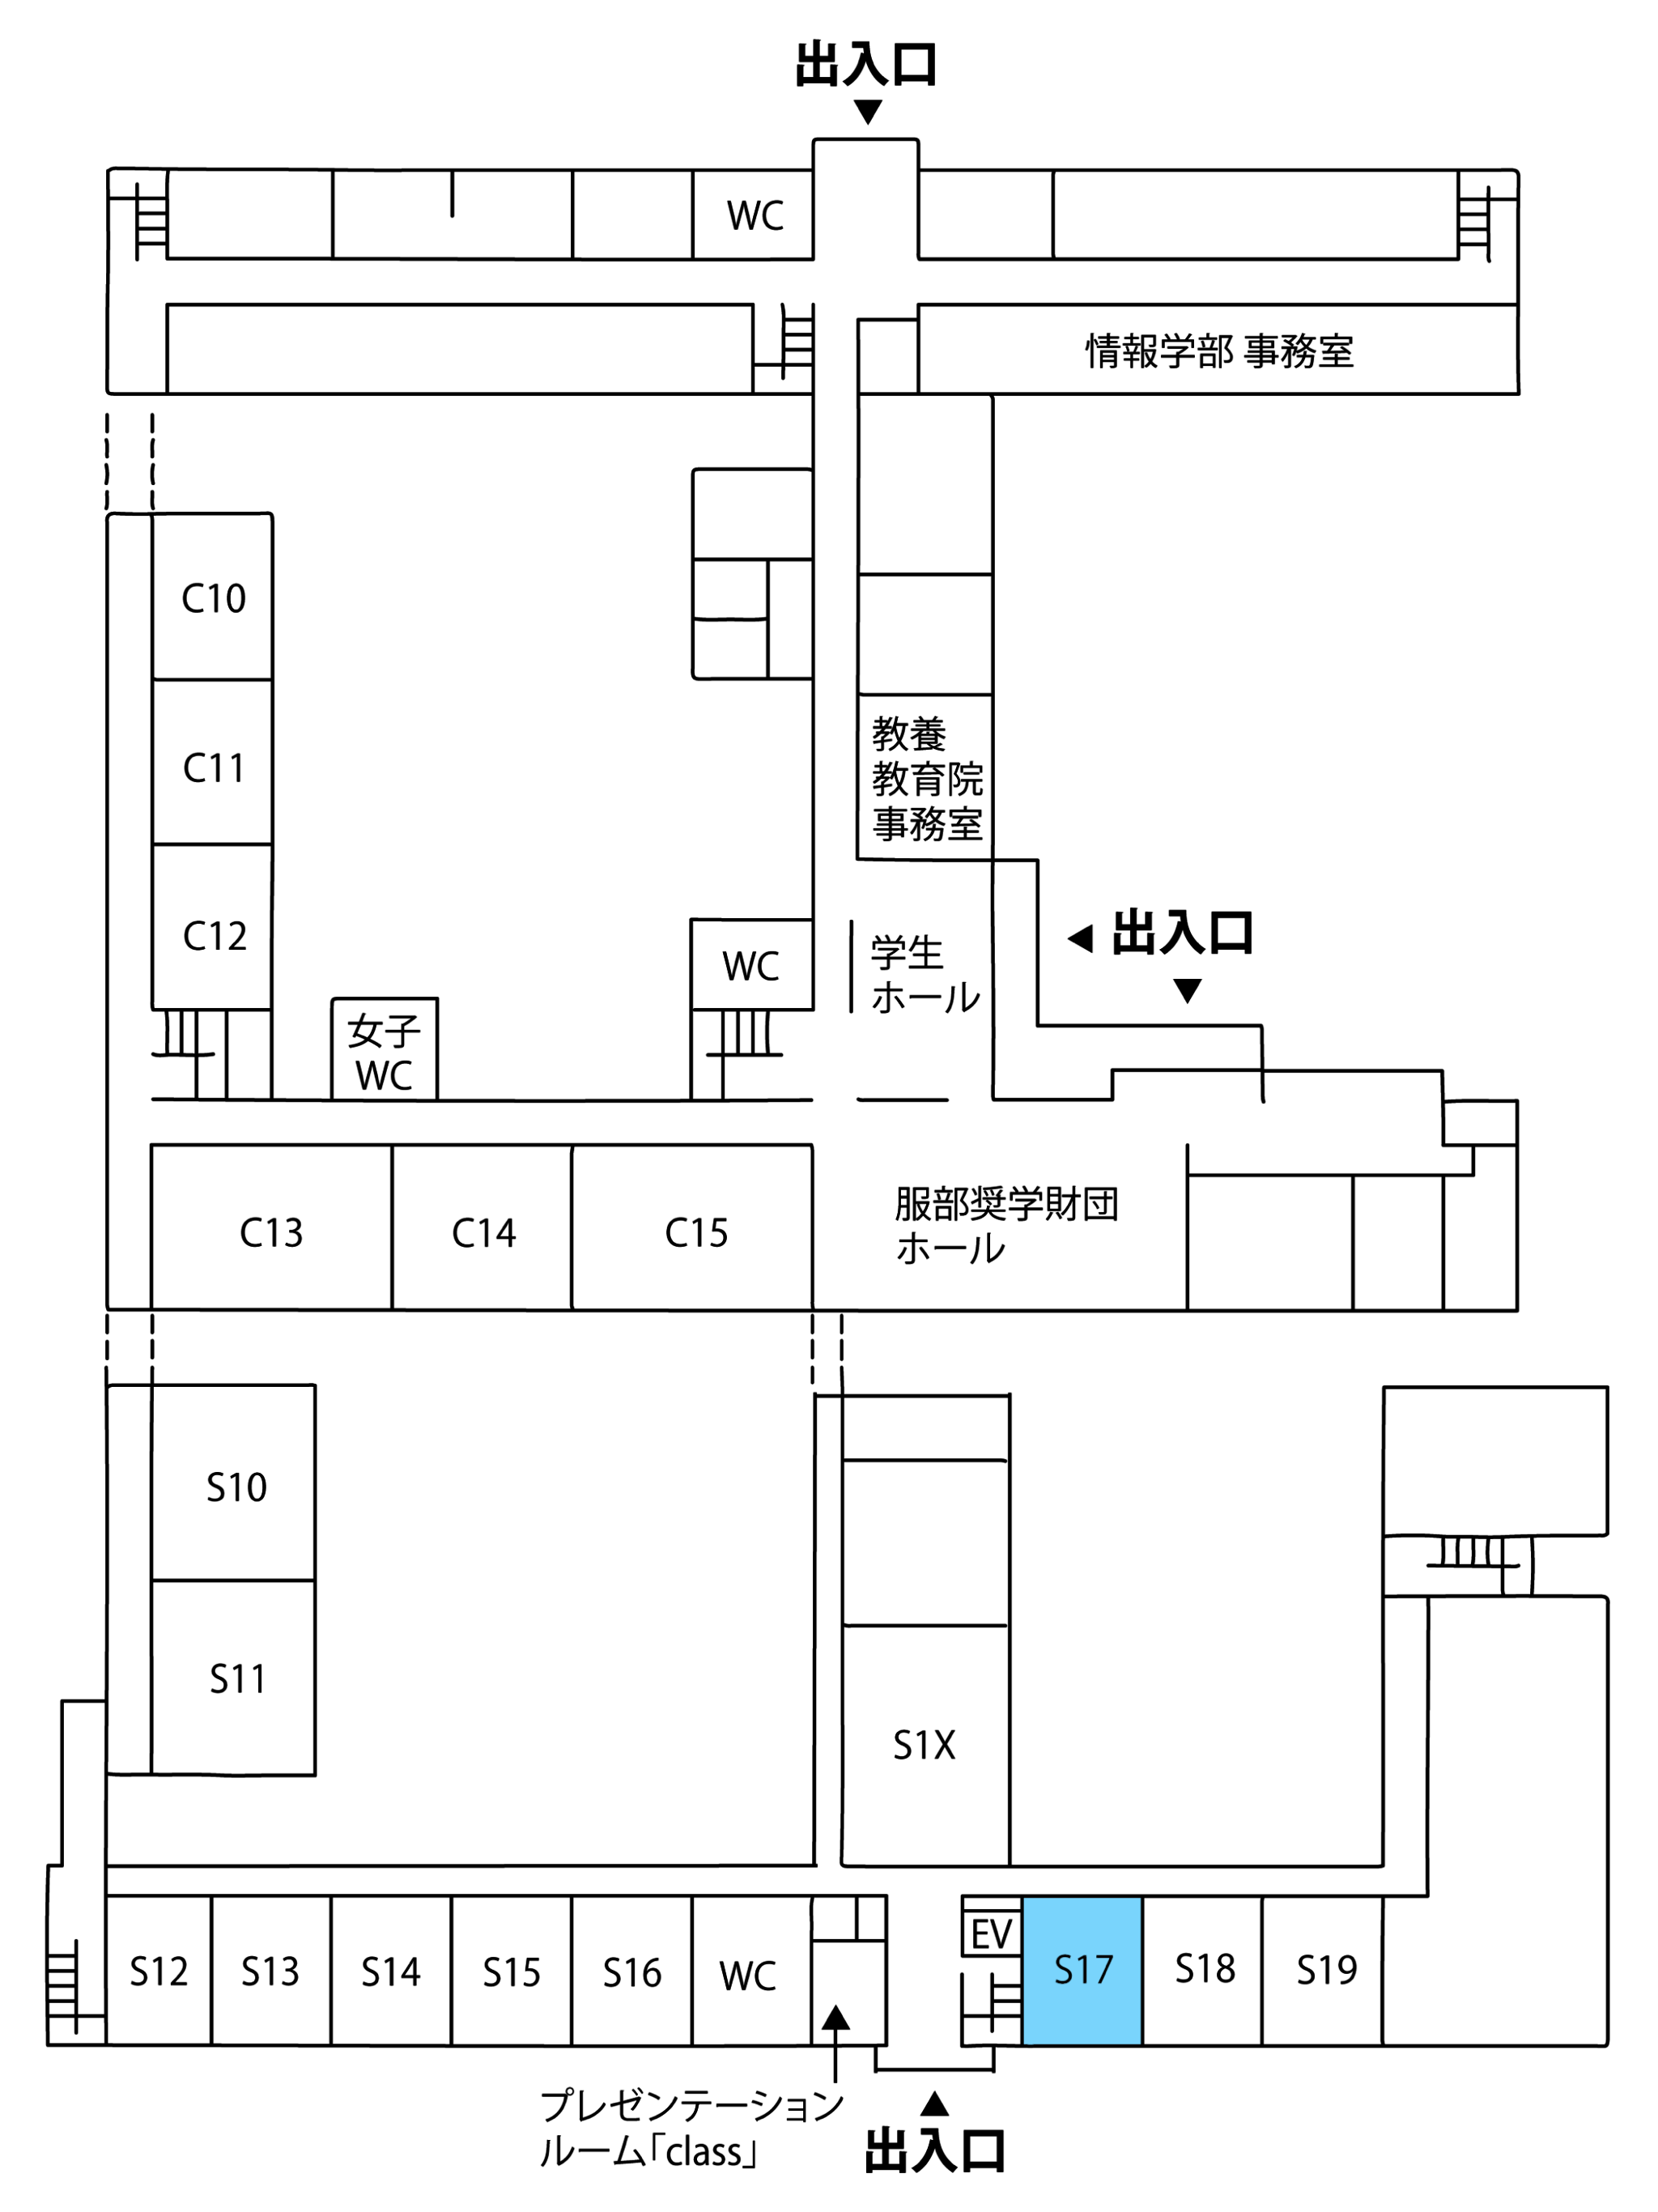 出入口
WC
情報学部 事務室
C10
教養
教育院
事務室
C11
C12
WC
学生
ホール
出入口
女子
WC
C13
C14
C15
服部奨学財団
ホール
S10
S11
S1X
EV
S12
S13
S14
S15
S16
WC
S17
S18
S19
プレゼンテーション
ルーム「class」
出入口